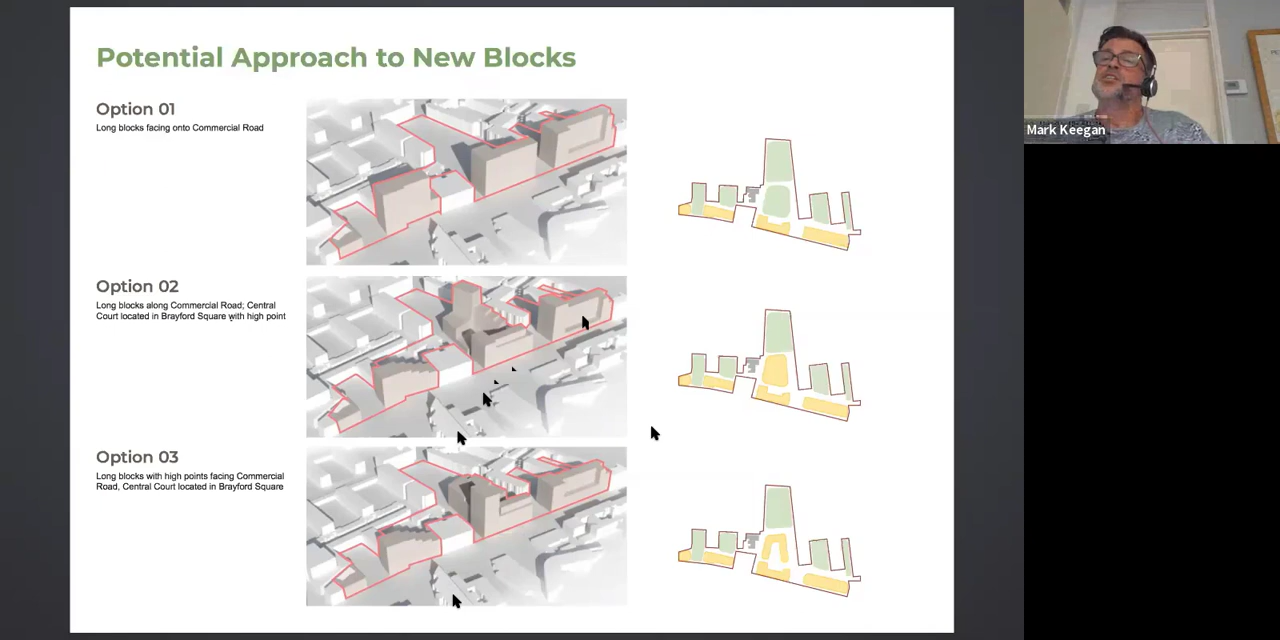 Potential Approach to New Blocks
Option 01
Long blocks facing onto Commercial Road
Option 02
Long blocks along Commercial Road; Central
Court located in Brayford Square with high point
Option 03
Long blocks with high points facing Commercial
Road, Central Court located in Brayford Square
Mark Keegan